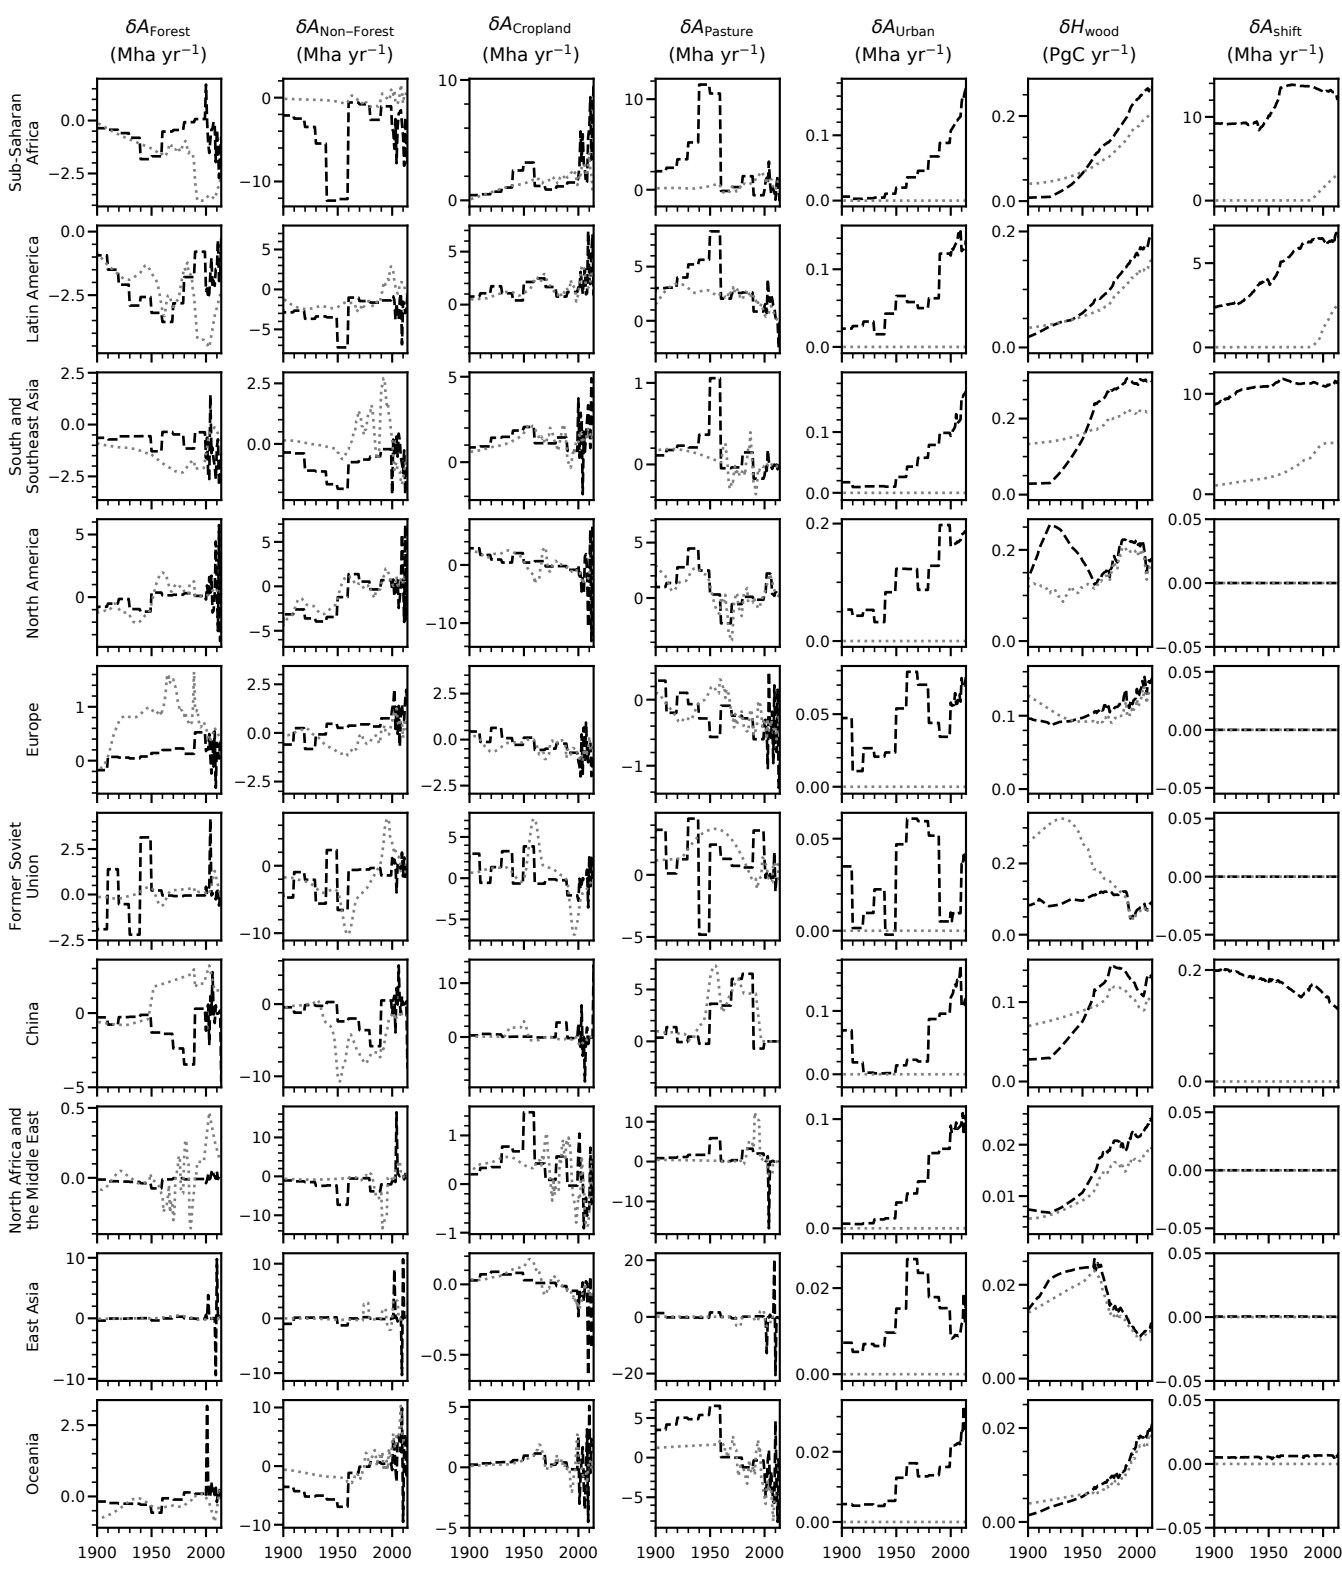 δA_Forest δA_Non−Forest δA_Cropland δA_Pasture δA_Urban δH_wood δA_shift
(Mha yr⁻¹) (Mha yr⁻¹) (Mha yr⁻¹) (Mha yr⁻¹) (Mha yr⁻¹) (PgC yr⁻¹) (Mha yr⁻¹)
Sub-Saharan
Africa
0.0 −2.5
0 −10
10 5 0
10 0
0.1 0.0
0.2 0.0
10 0
Latin America
0.0 −2.5
5 0 −5
5 0
5 0
0.1 0.0
0.2 0.0
5 0
South and
Southeast Asia
2.5 0.0 −2.5
2.5 0.0
5 0
1 0
0.1 0.0
0.2 0.0
10 0
North America
5 0
5 0 −5
0 −10
5 0
0.2 0.1 0.0
0.2 0.0
0.05 0.00 −0.05
Europe
1 0
2.5 0.0 −2.5
2.5 0.0 −2.5
0 −1
0.05 0.00
0.1 0.0
0.05 0.00 −0.05
Former Soviet
Union
2.5 0.0 −2.5
0 −10
5 0 −5
0 −5
0.05 0.00
0.2 0.0
0.05 0.00 −0.05
China
0 −5
0 −10
10 0
5 0
0.1 0.0
0.1 0.0
0.2 0.0
North Africa and
the Middle East
0.5 0.0
10 0 −10
1 0 −1
10 0 −10
0.1 0.0
0.02 0.01
0.05 0.00 −0.05
East Asia
10 0 −10
10 0 −10
0.0 −0.5
20 0 −20
0.02 0.00
0.02 0.00
0.05 0.00 −0.05
Oceania
2.5 0.0
10 0 −10
5 0 −5
5 0 −5
0.02 0.00
0.02 0.00
0.05 0.00 −0.05
1900 1950 2000 1900 1950 2000 1900 1950 2000 1900 1950 2000 1900 1950 2000 1900 1950 2000 1900 1950 2000